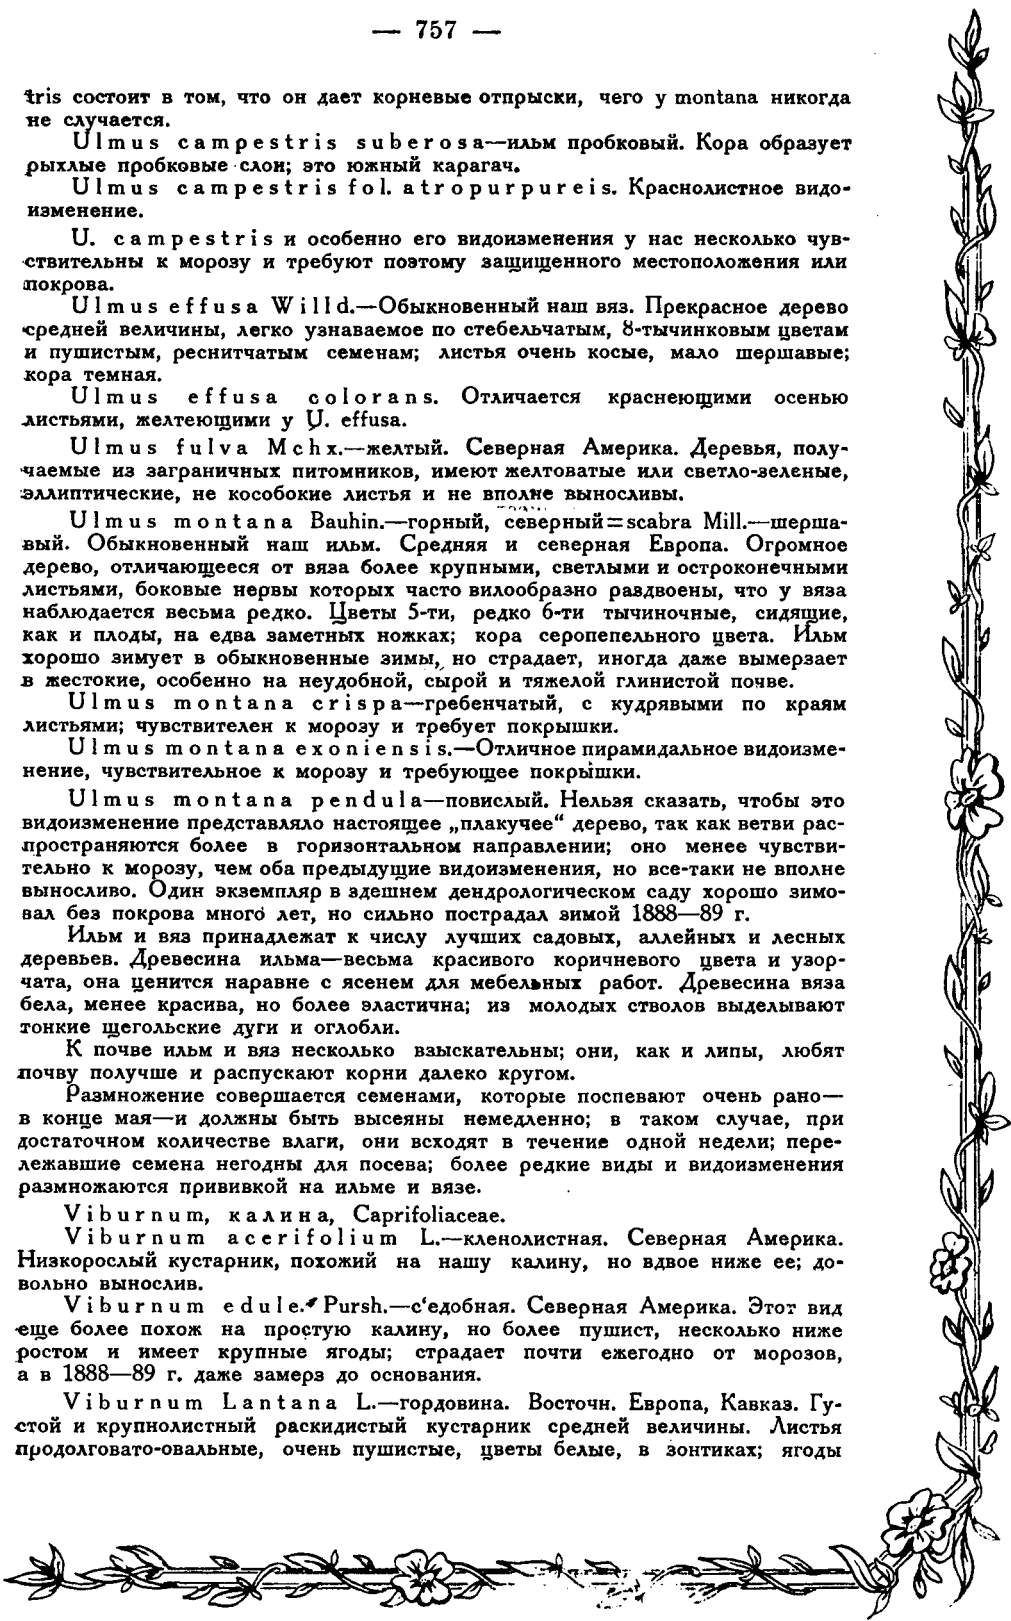 — 757 —
tris состоит в том, что он дает корневые отпрыски, чего у montana никогда
не случается.
Ulmus campestris suberosa—ильм пробковый. Кора образует
рыхлые пробковые слои; это южный карагач.
Ulmus campestris fol. atropurpureis. Краснолистное видо-
изменение.
U. campestris и особенно его видоизменения у нас несколько чув-
ствительны к морозу и требуют поэтому защищенного местоположения или
покрова.
Ulmus effusa Willd.—Обыкновенный наш вяз. Прекрасное дерево
средней величины, легко узнаваемое по стебельчатым, 8-тычинковым цветам
и пушистым, реснитчатым семенам; листья очень косые, мало шершавые;
кора темная.
Ulmus effusa colorans. Отличается краснеющими осенью
листьями, желтеющими у U. effusa.
Ulmus fulva Mchx.—желтый. Северная Америка. Деревья, полу-
чаемые из заграничных питомников, имеют желтоватые или светло-зеленые,
эллиптические, не кособокие листья и не вполне выносливы.
Ulmus montana Bauhin.—горный, северный=scabra Mill.—шерша-
вый. Обыкновенный наш ильм. Средняя и северная Европа. Огромное
дерево, отличающееся от вяза более крупными, светлыми и остроконечными
листьями, боковые нервы которых часто вилообразно раздвоены, что у вяза
наблюдается весьма редко. Цветы 5-ти, редко 6-ти тычиночные, сидящие,
как и плоды, на едва заметных ножках; кора серопепельного цвета. Ильм
хорошо зимует в обыкновенные зимы, но страдает, иногда даже вымерзает
в жестокие, особенно на неудобной, сырой и тяжелой глинистой почве.
Ulmus montana crispa—гребенчатый, с кудрявыми по краям
листьями; чувствителен к морозу и требует покрышки.
Ulmus montana exoniensis.—Отличное пирамидальное видоизме-
нение, чувствительное к морозу и требующее покрышки.
Ulmus montana pendula—повислый. Нельзя сказать, чтобы это
видоизменение представляло настоящее „плакучее“ дерево, так как ветви рас-
пространяются более в горизонтальном направлении; оно менее чувстви-
тельно к морозу, чем оба предыдущие видоизменения, но все-таки не вполне
выносливо. Один экземпляр в здешнем дендрологическом саду хорошо зимо-
вал без покрова много лет, но сильно пострадал зимой 1888—89 г.
Ильм и вяз принадлежат к числу лучших садовых, аллейных и лесных
деревьев. Древесина ильма—весьма красивого коричневого цвета и узор-
чата, она ценится наравне с ясенем для мебельных работ. Древесина вяза
бела, менее красива, но более эластична; из молодых стволов выделывают
тонкие щегольские дуги и оглобли.
К почве ильм и вяз несколько взыскательны; они, как и липы, любят
почву получше и распускают корни далеко кругом.
Размножение совершается семенами, которые поспевают очень рано—
в конце мая—и должны быть высеяны немедленно; в таком случае, при
достаточном количестве влаги, они всходят в течение одной недели; пере-
лежавшие семена негодны для посева; более редкие виды и видоизменения
размножаются прививкой на ильме и вязе.
Viburnum, калина, Caprifoliaceae.
Viburnum acerifolium L.—кленолистная. Северная Америка.
Низкорослый кустарник, похожий на нашу калину, но вдвое ниже ее; до-
вольно вынослив.
Viburnum edule. Pursh.—с‘едобная. Северная Америка. Этот вид
еще более похож на простую калину, но более пушист, несколько ниже
ростом и имеет крупные ягоды; страдает почти ежегодно от морозов,
а в 1888—89 г. даже замерз до основания.
Viburnum Lantana L.—гордовина. Восточн. Европа, Кавказ. Гу-
стой и крупнолистный раскидистый кустарник средней величины. Листья
продолговато-овальные, очень пушистые, цветы белые, в зонтиках; ягоды